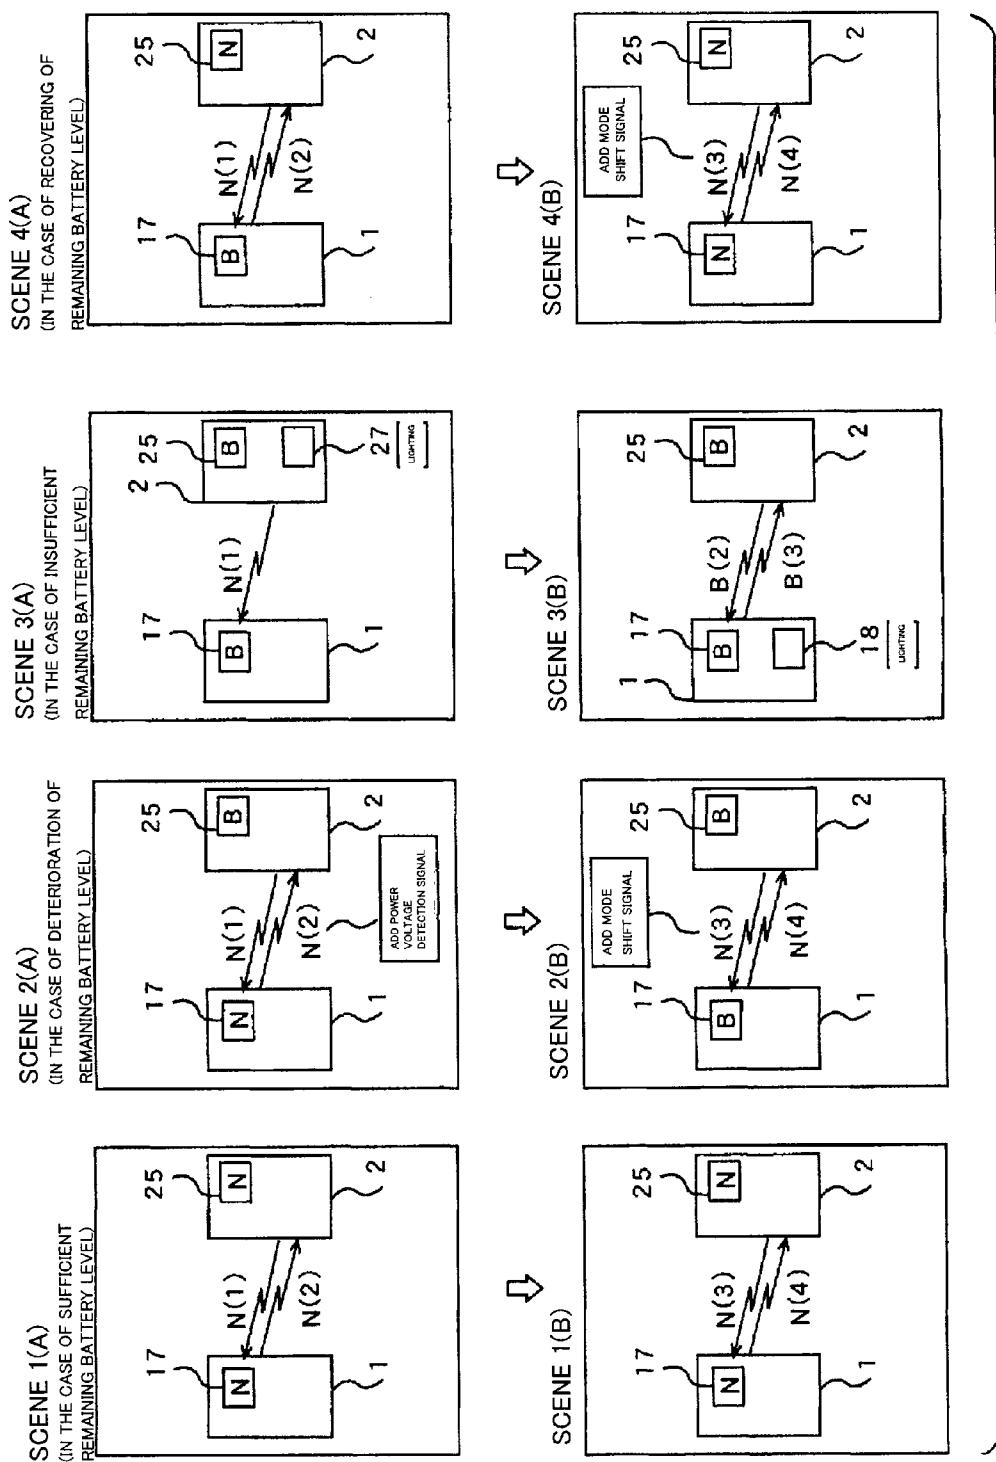 SCENE 1(A)
(IN THE CASE OF SUFFICIENT
REMAINING BATTERY LEVEL)
17
25
N
N
N(1)
N(2)
1
2
SCENE 1(B)
17
25
N
N
N(3)
N(4)
1
2
SCENE 2(A)
(IN THE CASE OF DETERIORATION OF
REMAINING BATTERY LEVEL)
17
25
N
B
N(1)
N(2)
1
2
ADD POWER
VOLTAGE
DETECTION SIGNAL
SCENE 2(B)
ADD MODE
SHIFT SIGNAL
17
25
B
B
N(3)
N(4)
1
2
SCENE 3(A)
(IN THE CASE OF INSUFFICIENT
REMAINING BATTERY LEVEL)
17
2
25
B
B
N(1)
1
27
LIGHTING
SCENE 3(B)
1
17
25
B
B
B(2)
B(3)
18
LIGHTING
2
SCENE 4(A)
(IN THE CASE OF RECOVERING OF
REMAINING BATTERY LEVEL)
17
25
B
N
N(1)
N(2)
1
2
SCENE 4(B)
ADD MODE
SHIFT SIGNAL
17
25
N
N
N(3)
N(4)
1
2